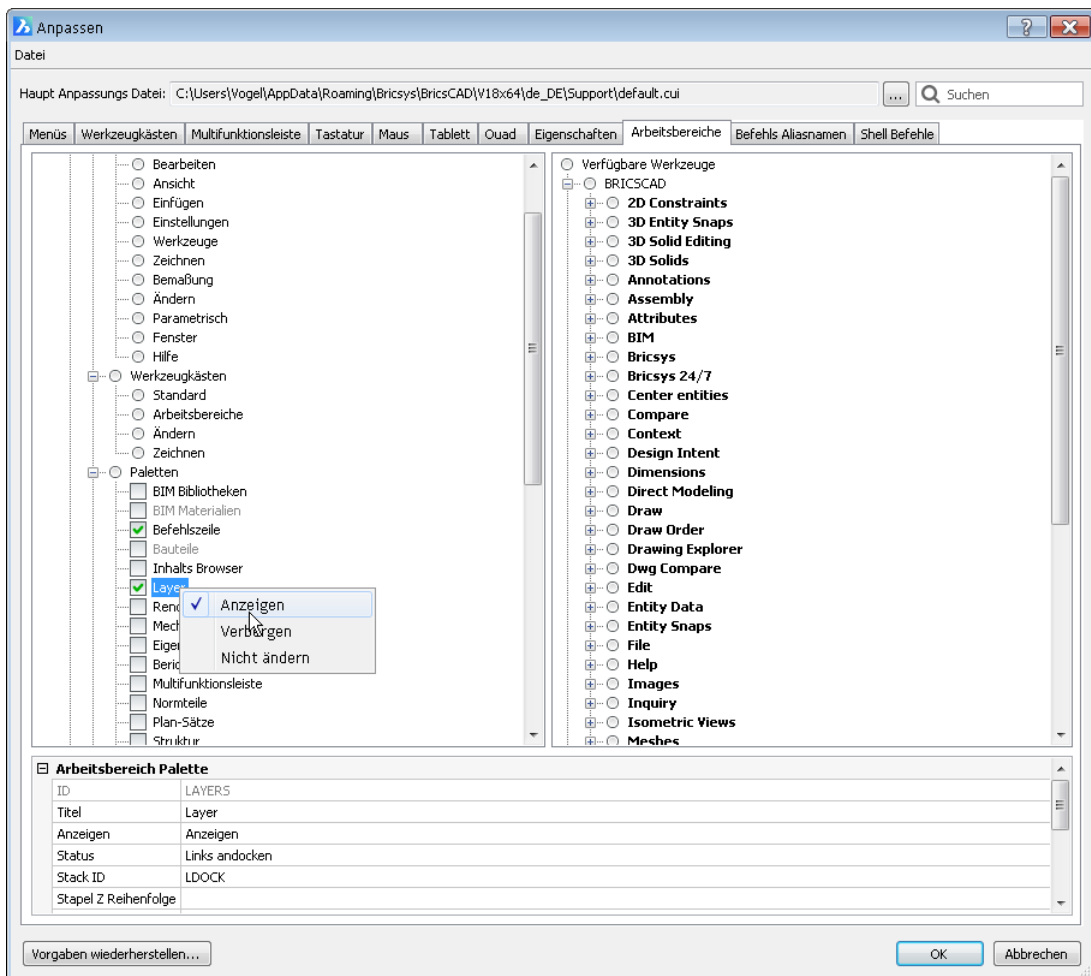 Anpassen
Datei
Haupt Anpassungs Datei: C:\Users\Vogel\AppData\Roaming\Bricsys\BricsCAD\V18x64\de_DE\Support\default.cui ... Suchen
Menüs Werkzeugkästen Multifunktionsleiste Tastatur Maus Tablett Quad Eigenschaften Arbeitsbereiche Befehls Aliasnamen Shell Befehle
Bearbeiten
Ansicht
Einfügen
Einstellungen
Werkzeuge
Zeichnen
Bemaßung
Ändern
Parametrisch
Fenster
Hilfe
Werkzeugkästen
Standard
Arbeitsbereiche
Ändern
Zeichnen
Paletten
BIM Bibliotheken
BIM Materialien
Befehlszeile
Bauteile
Inhalts Browser
Layer
Rend
Mech
Eiger
Beric
Multifunktionsleiste
Normteile
Plan-Sätze
Struktur
Anzeigen
Verbergen
Nicht ändern
Verfügbare Werkzeuge
BRICSCAD
2D Constraints
3D Entity Snaps
3D Solid Editing
3D Solids
Annotations
Assembly
Attributes
BIM
Bricsys
Bricsys 24/7
Center entities
Compare
Context
Design Intent
Dimensions
Direct Modeling
Draw
Draw Order
Drawing Explorer
Dwg Compare
Edit
Entity Data
Entity Snaps
File
Help
Images
Inquiry
Isometric Views
Meshes
Arbeitsbereich Palette
ID LAYERS
Titel Layer
Anzeigen Anzeigen
Status Links andocken
Stack ID LDOCK
Stapel Z Reihenfolge
Vorgaben wiederherstellen... OK Abbrechen